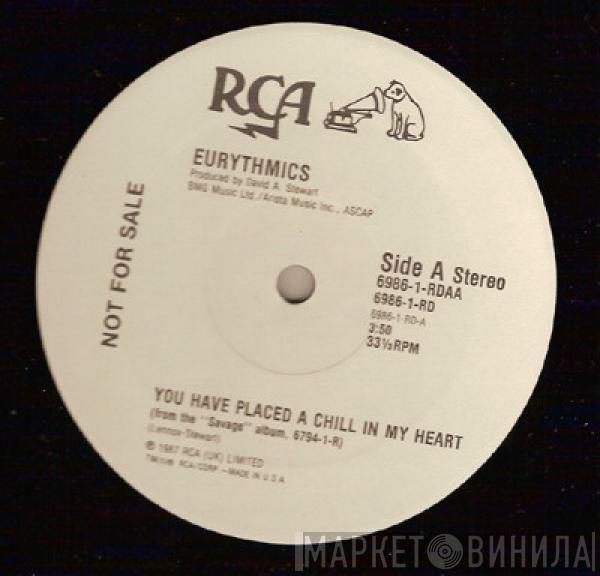 RCA
EURYTHMICS
Produced by David A. Stewart
BMG Music Ltd./Arista Music Inc., ASCAP
NOT FOR SALE
Side A Stereo
6986-1-RDAA
6986-1-RD
6986-1-RD-A
3:50
33⅓RPM
YOU HAVE PLACED A CHILL IN MY HEART
(from the "Savage" album, 6794-1-R)
(Lennox-Stewart)
℗ 1987 RCA (UK) LIMITED
RCA/CORP.—MADE IN U.S.A
МАРКЕТ ВИНИЛА